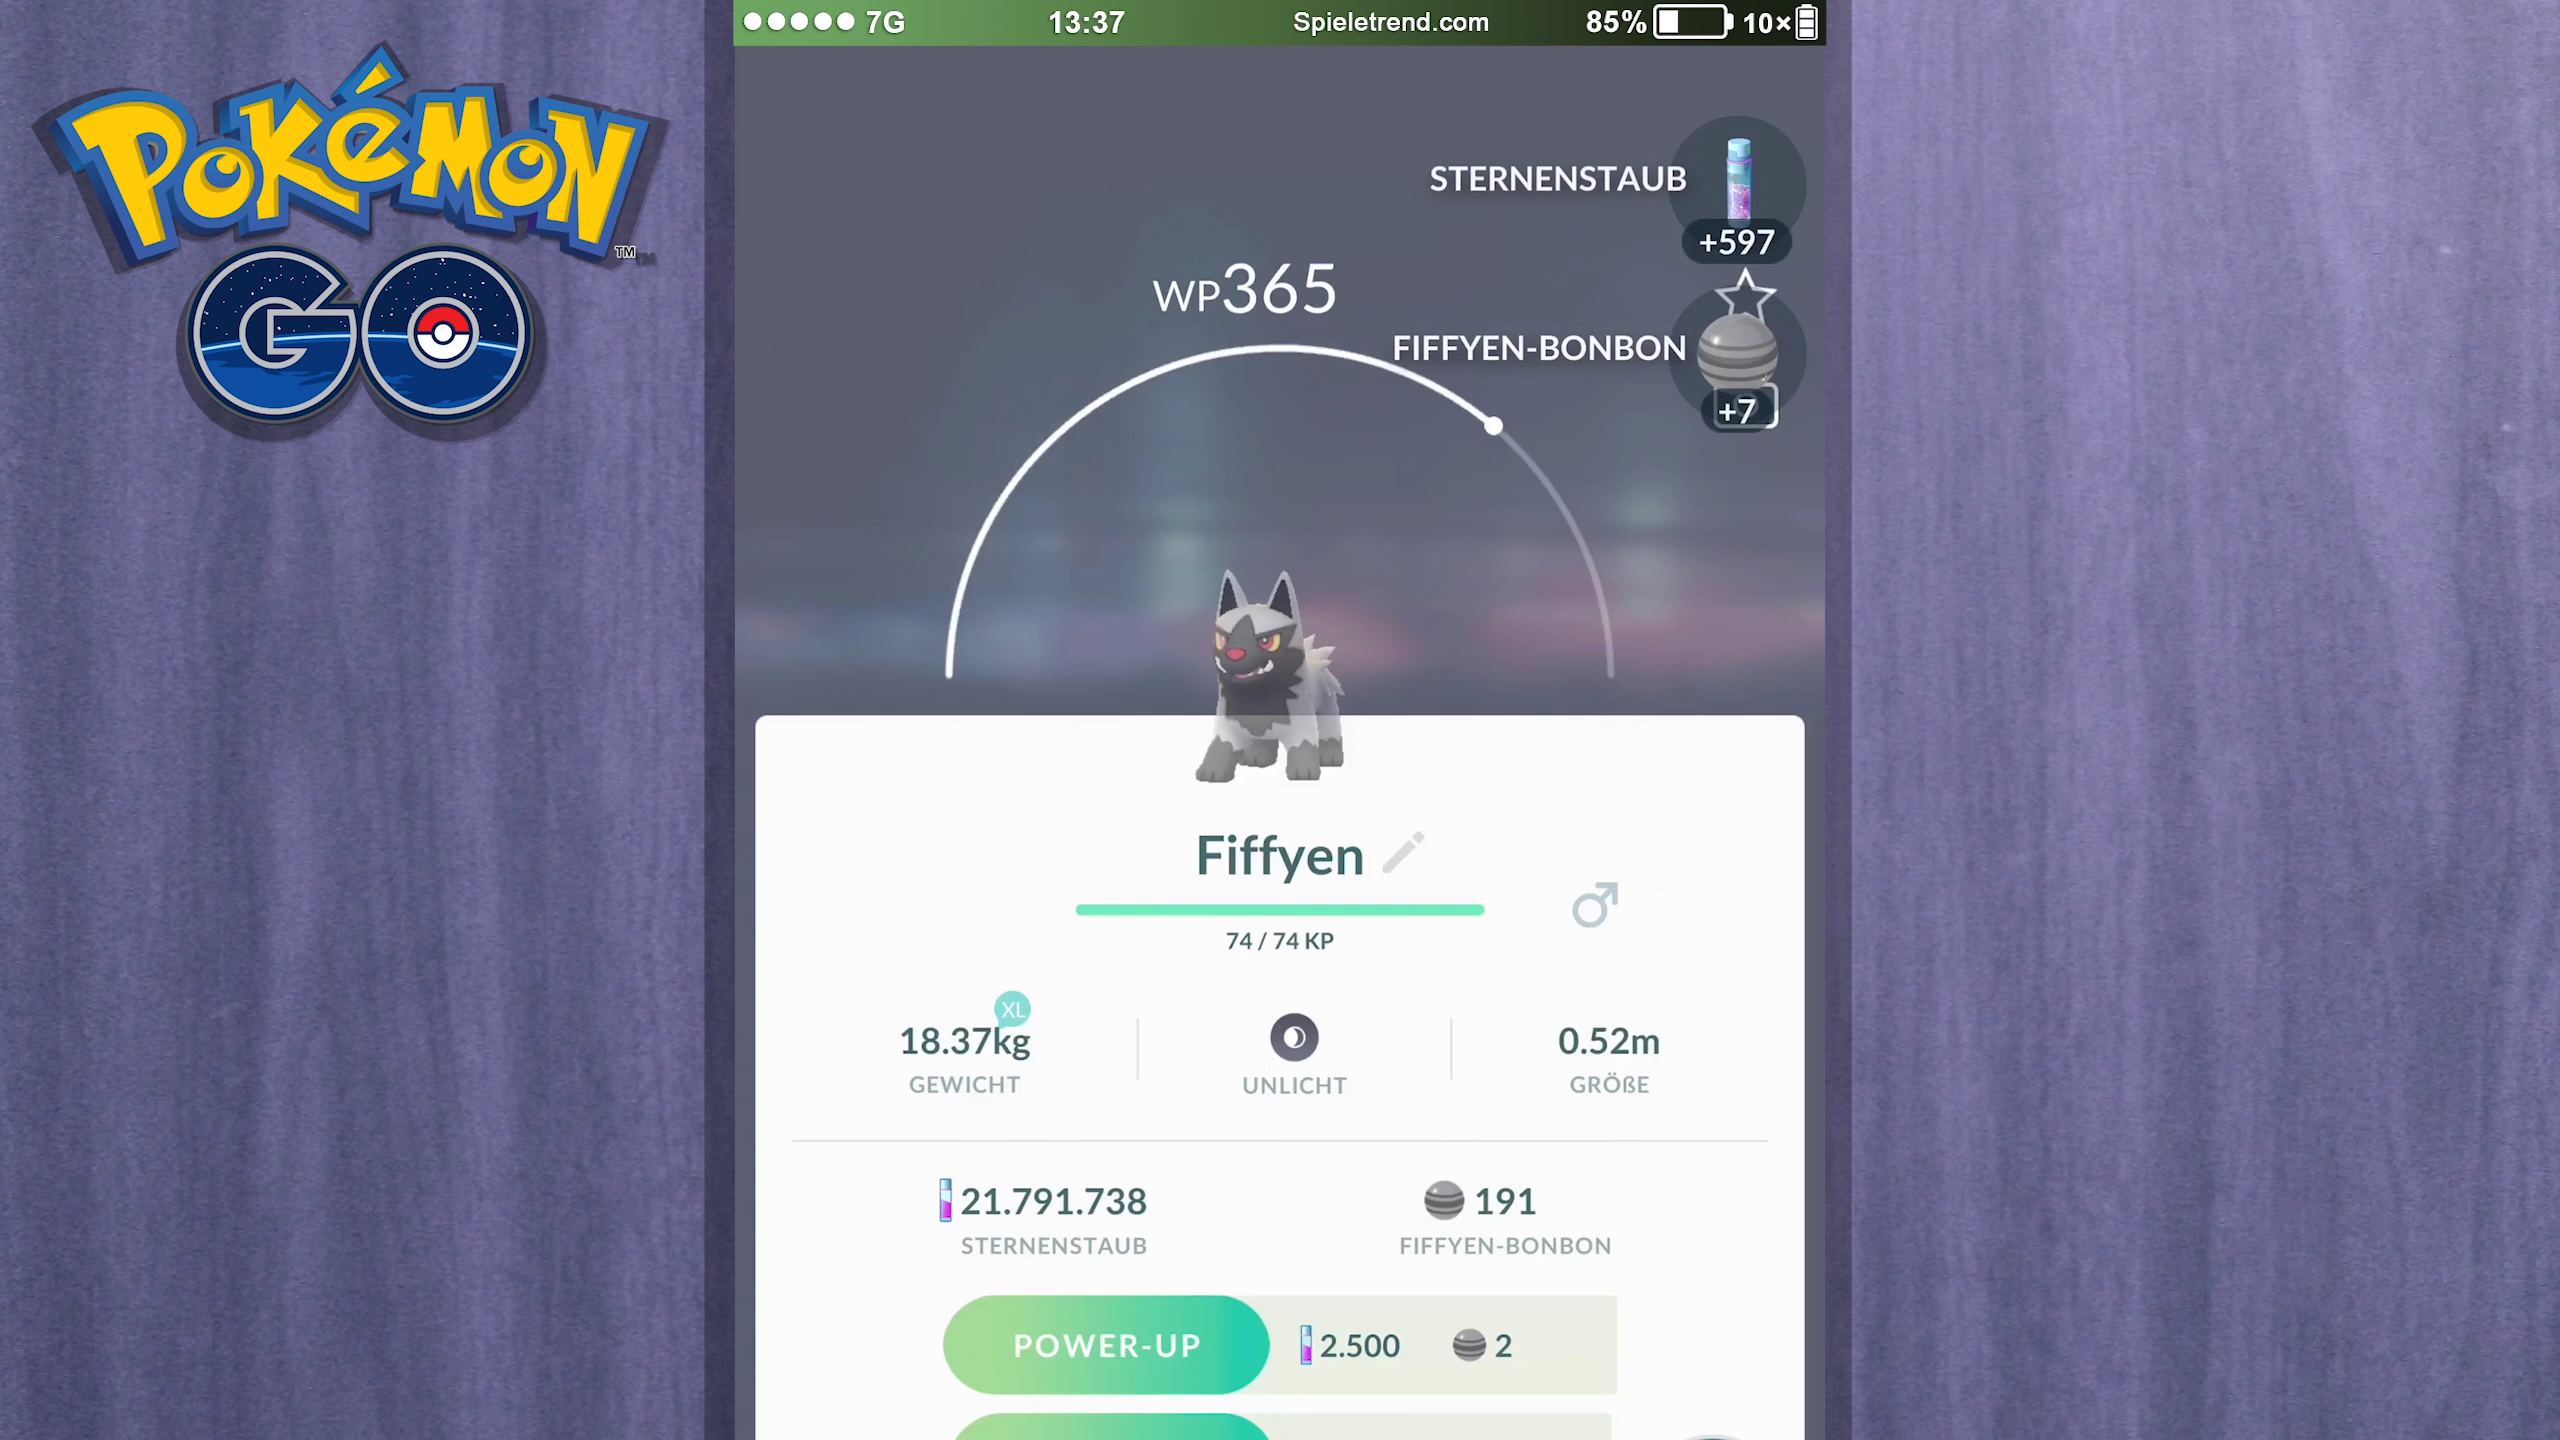 7G 13:37 Spieletrend.com 85% 10×
POKéMON
GO
TM
STERNENSTAUB
+597
WP365
FIFFYEN-BONBON
+7
Fiffyen
74 / 74 KP
XL
18.37kg
GEWICHT
UNLICHT
0.52m
GRÖßE
21.791.738
STERNENSTAUB
191
FIFFYEN-BONBON
POWER-UP 2.500 2